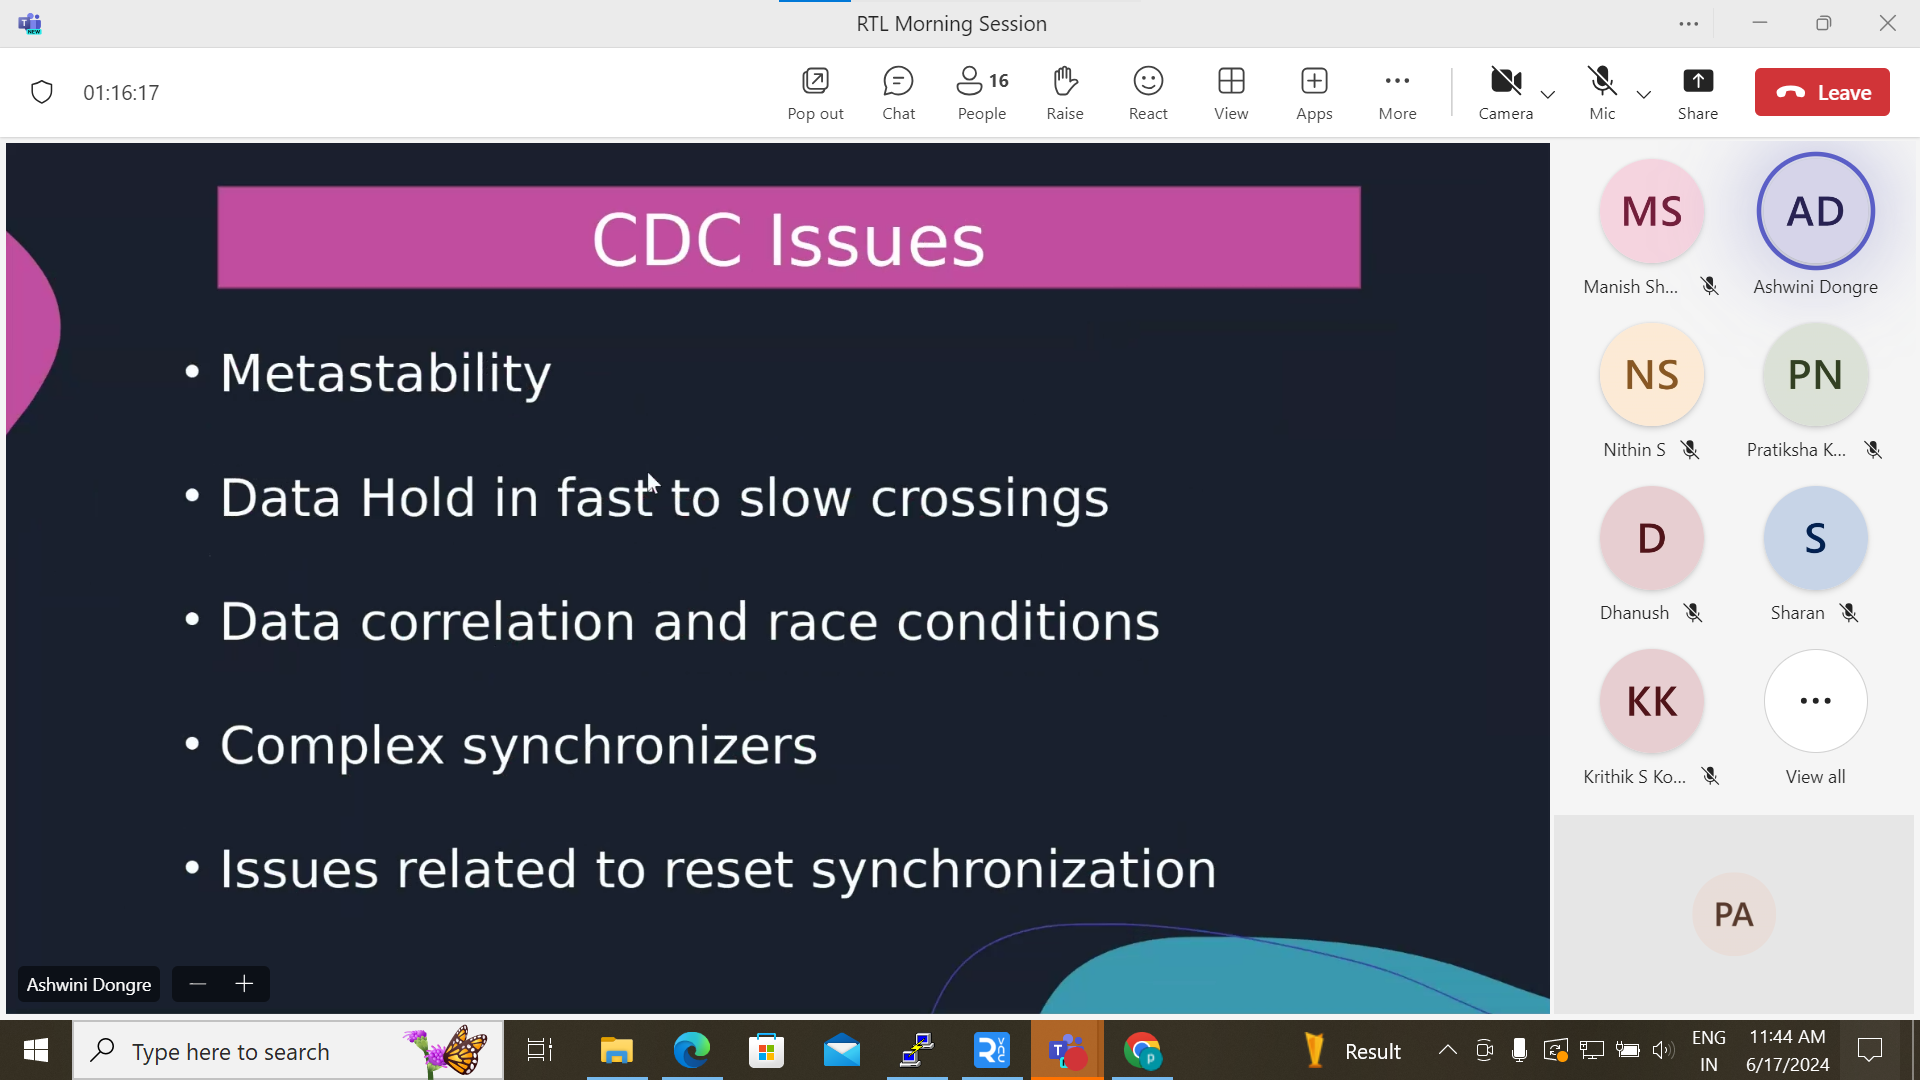 RTL Morning Session
01:16:17
Pop out
Chat
16
People
Raise
React
View
Apps
More
Camera
Mic
Share
Leave
CDC Issues
• Metastability
• Data Hold in fast to slow crossings
• Data correlation and race conditions
• Complex synchronizers
• Issues related to reset synchronization
Ashwini Dongre
MS
Manish Sh...
AD
Ashwini Dongre
NS
Nithin S
PN
Pratiksha K...
D
Dhanush
S
Sharan
KK
Krithik S Ko...
View all
PA
Type here to search
Result
ENG
IN
11:44 AM
6/17/2024